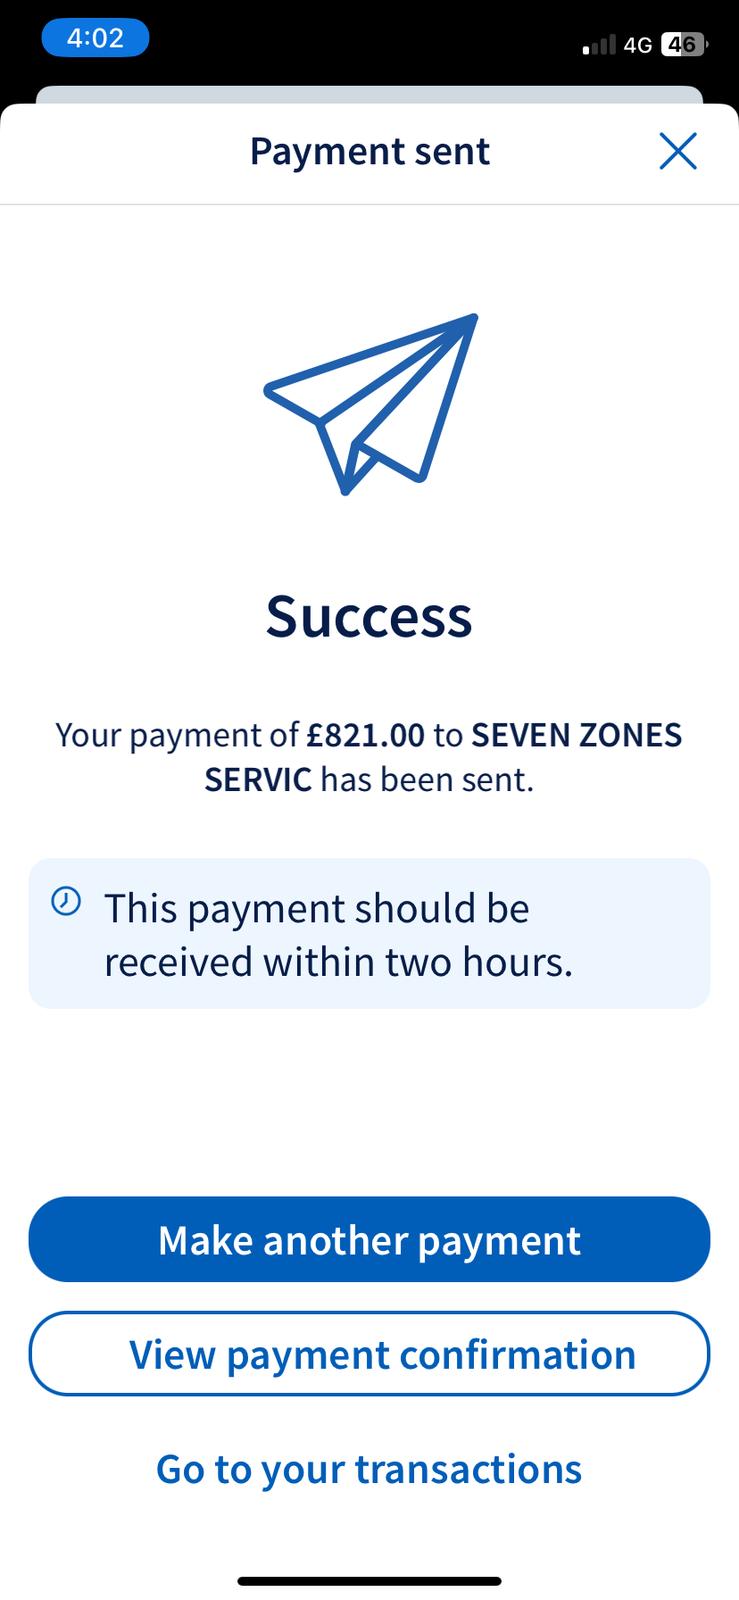 4:02
4G 46
Payment sent
Success
Your payment of £821.00 to SEVEN ZONES
SERVIC has been sent.
This payment should be
received within two hours.
Make another payment
View payment confirmation
Go to your transactions